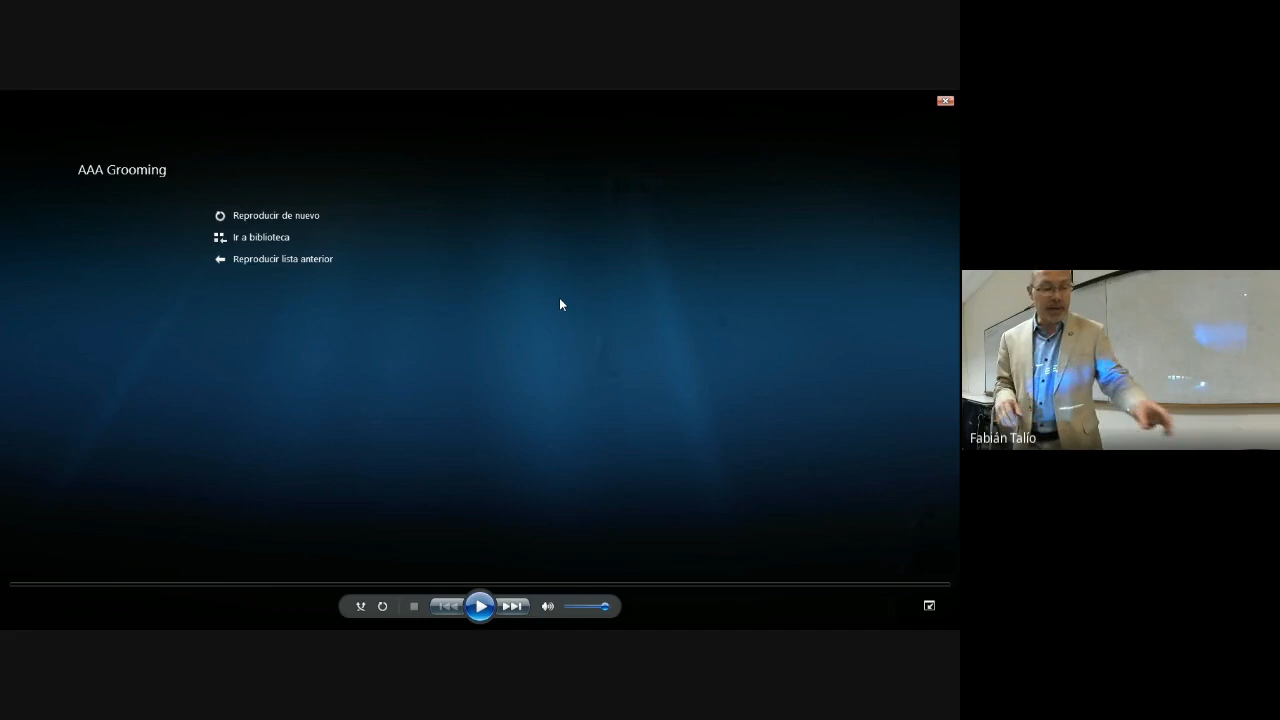 AAA Grooming
Reproducir de nuevo
Ir a biblioteca
Reproducir lista anterior
Fabián Talío